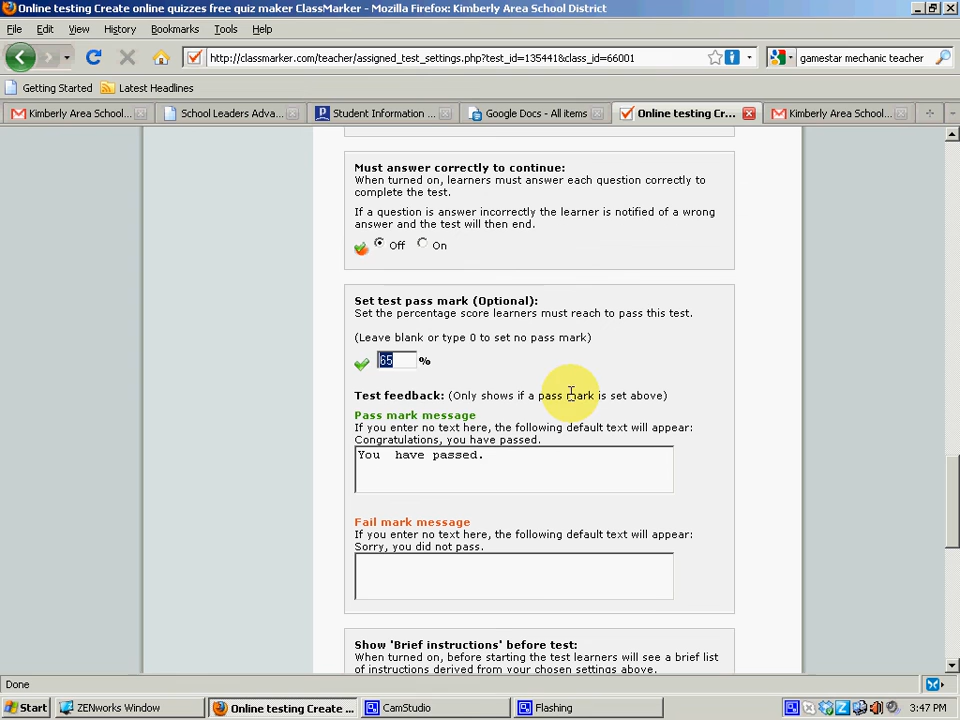 Online testing Create online quizzes free quiz maker ClassMarker - Mozilla Firefox: Kimberly Area School District
File Edit View History Bookmarks Tools Help
http://classmarker.com/teacher/assigned_test_settings.php?test_id=135441&class_id=66001
gamestar mechanic teacher
Getting Started Latest Headlines
Kimberly Area School... School Leaders Adva... Student Information ... Google Docs - All items Online testing Cr... Kimberly Area School...
Must answer correctly to continue:
When turned on, learners must answer each question correctly to
complete the test.
If a question is answer incorrectly the learner is notified of a wrong
answer and the test will then end.
Off On
Set test pass mark (Optional):
Set the percentage score learners must reach to pass this test.
(Leave blank or type 0 to set no pass mark)
65 %
Test feedback: (Only shows if a pass mark is set above)
Pass mark message
If you enter no text here, the following default text will appear:
Congratulations, you have passed.
You  have passed.
Fail mark message
If you enter no text here, the following default text will appear:
Sorry, you did not pass.
Show 'Brief instructions' before test:
When turned on, before starting the test learners will see a brief list
of instructions derived from your chosen settings above.
Done
Start ZENworks Window Online testing Create ... CamStudio Flashing 3:47 PM